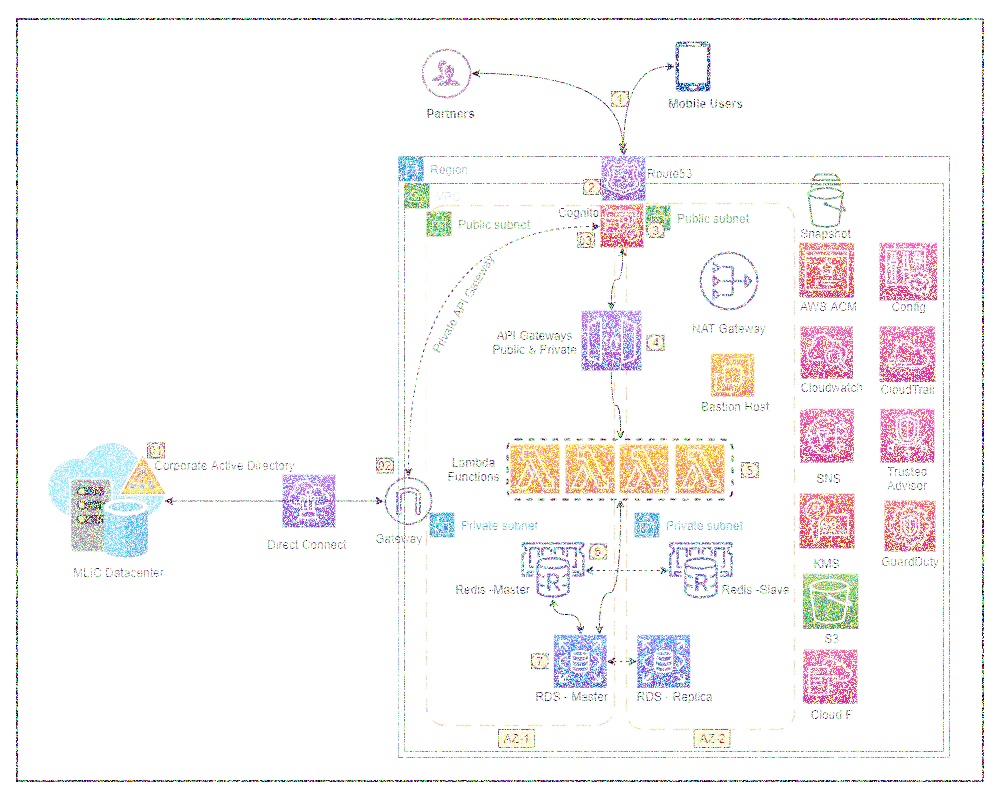 Partners
Mobile Users
1
Region
Route53
2
VPC
Public subnet
Cognito
Public subnet
03
3
Snapshot
Private API Gateway
AWS ACM
Config
NAT Gateway
API Gateways
Public & Private
4
Cloudwatch
CloudTrail
Bastion Host
Corporate Active Directory
02
Lambda
Functions
5
SNS
Trusted
Advisor
Direct Connect
Gateway
Private subnet
Private subnet
MLIC Datacenter
6
KMS
GuardDuty
Redis -Master
R
R
Redis -Slave
S3
7
RDS - Master
RDS - Replica
Cloud F
AZ-1
AZ-2